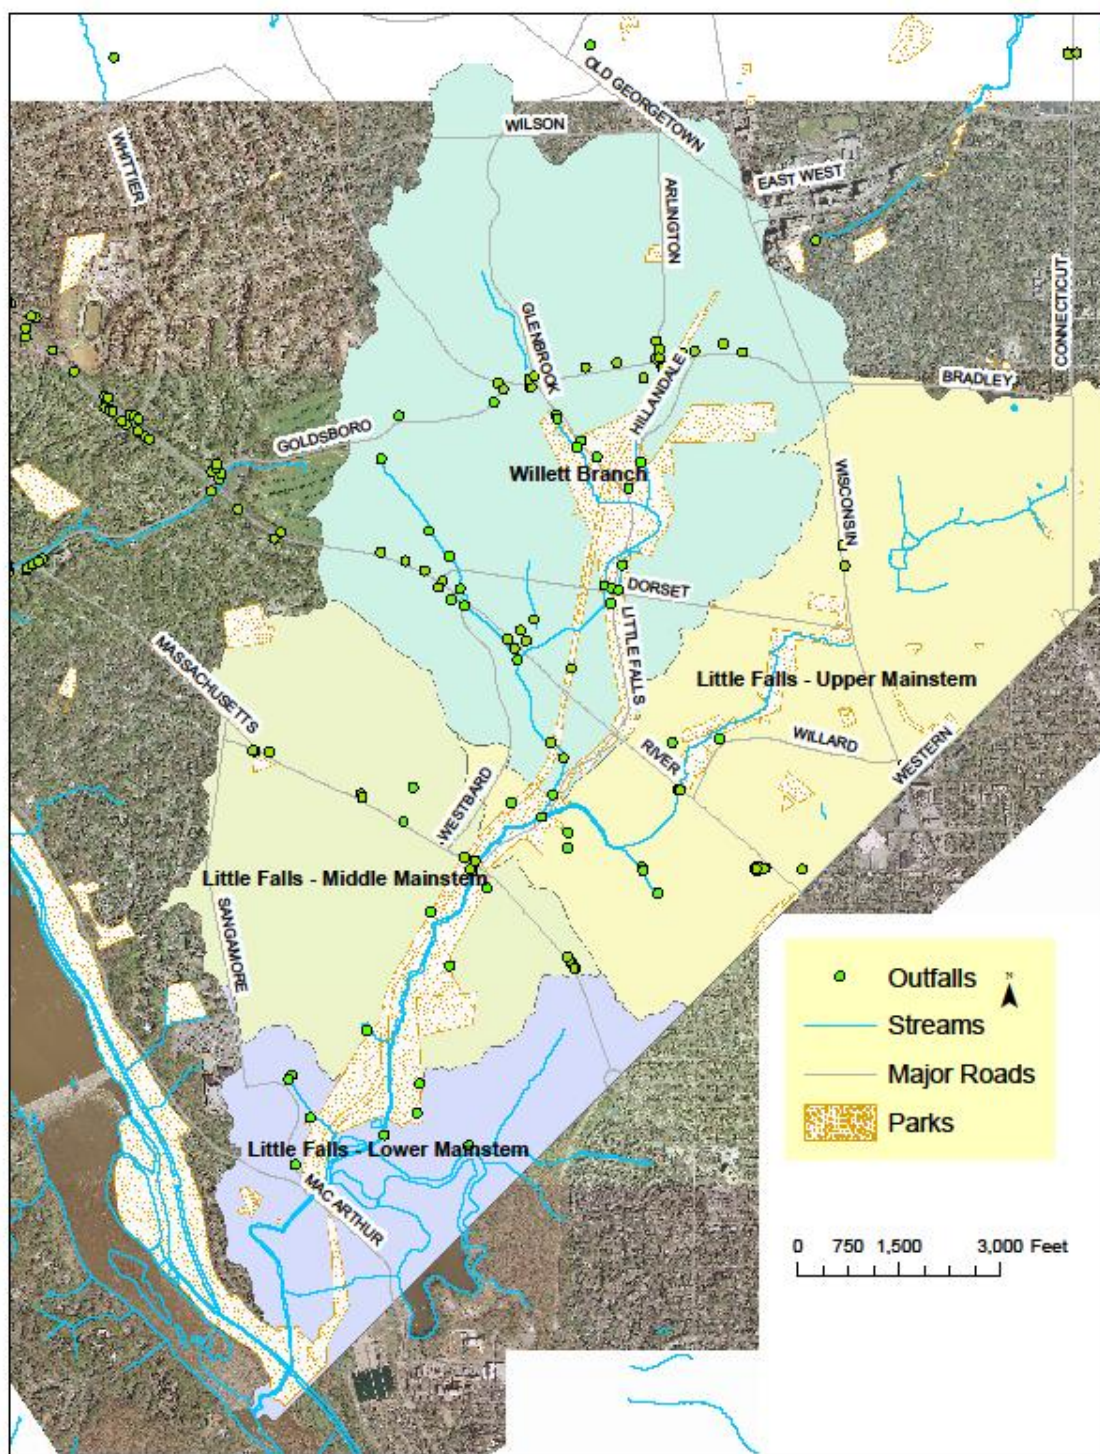 OLD GEORGETOWN
WILSON
WHITTIER
EAST WEST
ARLINGTON
CONNECTICUT
GLENBROOK
HILLANDALE
BRADLEY
GOLDSBORO
Willett Branch
WISCONSIN
DORSET
LITTLE FALLS
MASSACHUSETTS
Little Falls - Upper Mainstem
WILLARD
RIVER
WESTERN
WESTBARD
Little Falls - Middle Mainstem
SANGAMORE
Outfalls
N
Streams
Major Roads
Parks
Little Falls - Lower Mainstem
MAC ARTHUR
0 750 1,500 3,000 Feet